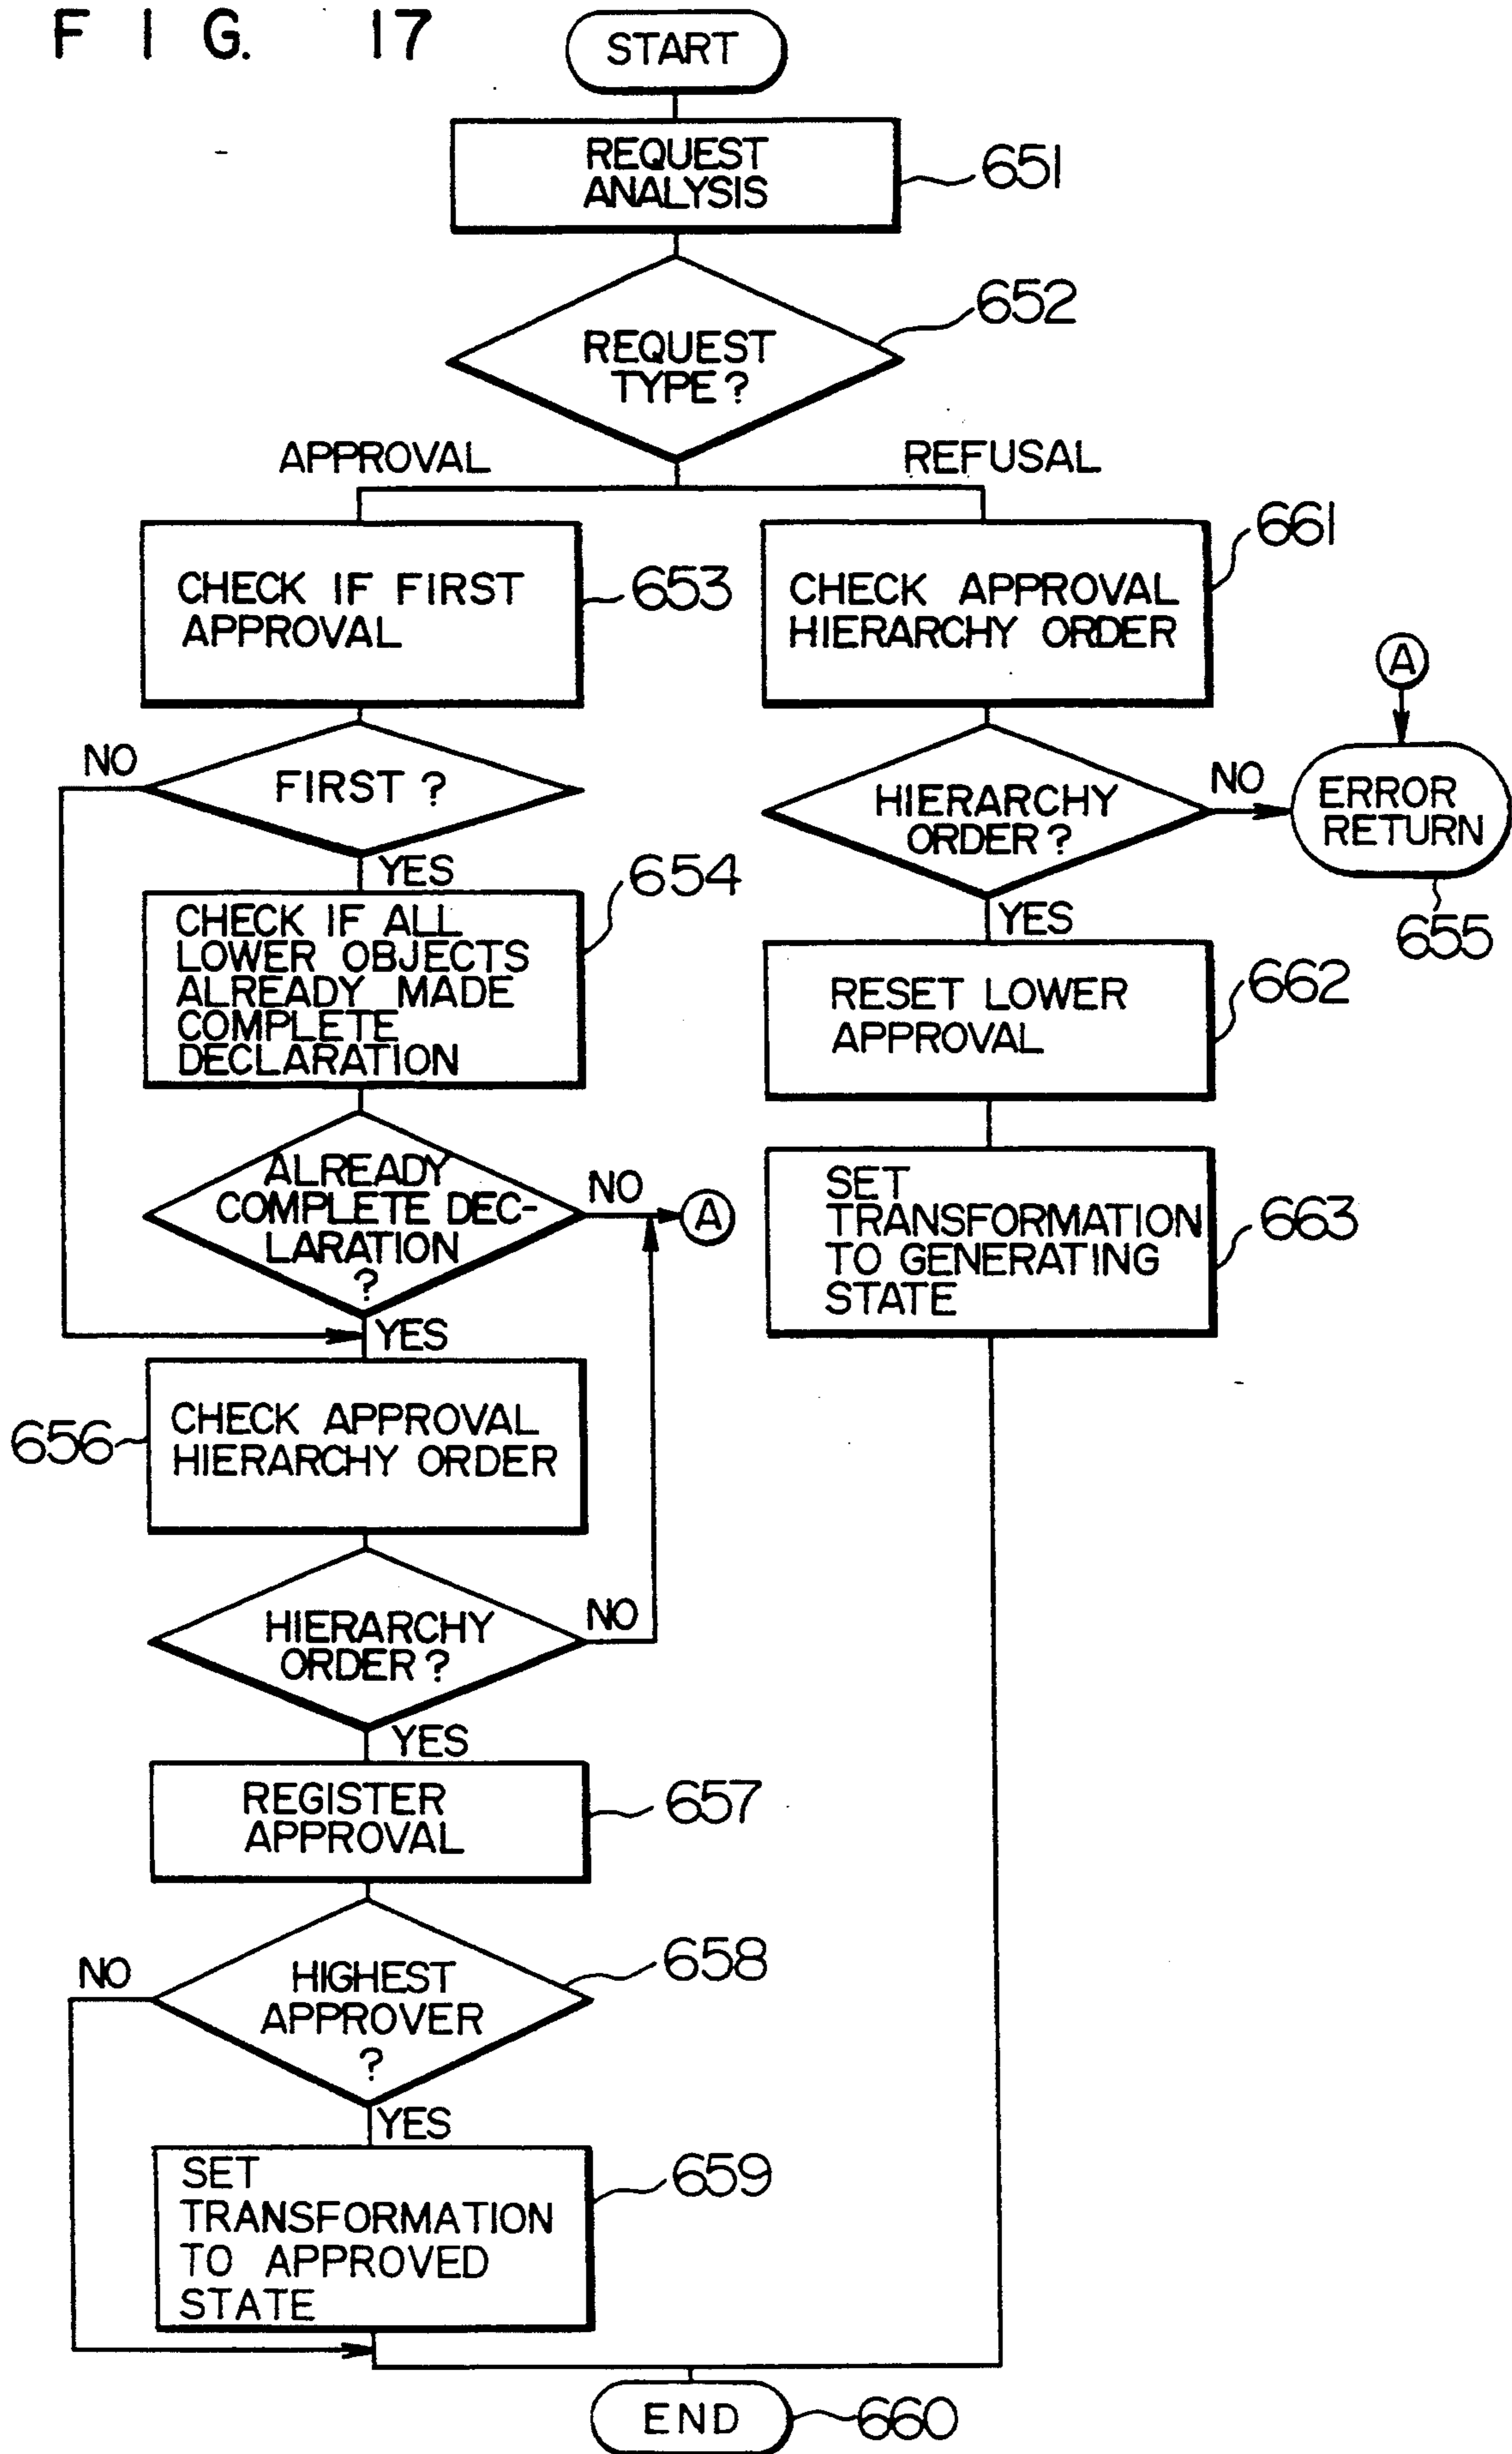 FIG. 17
START
REQUEST
ANALYSIS
651
REQUEST
TYPE?
652
APPROVAL
REFUSAL
CHECK IF FIRST
APPROVAL
653
CHECK APPROVAL
HIERARCHY ORDER
661
A
NO
FIRST?
YES
HIERARCHY
ORDER?
NO
YES
ERROR
RETURN
655
CHECK IF ALL
LOWER OBJECTS
ALREADY MADE
COMPLETE
DECLARATION
654
RESET LOWER
APPROVAL
662
ALREADY
COMPLETE DEC-
LARATION
?
NO
A
YES
SET
TRANSFORMATION
TO GENERATING
STATE
663
656
CHECK APPROVAL
HIERARCHY ORDER
HIERARCHY
ORDER?
NO
YES
REGISTER
APPROVAL
657
NO
HIGHEST
APPROVER
?
658
YES
SET
TRANSFORMATION
TO APPROVED
STATE
659
END
660